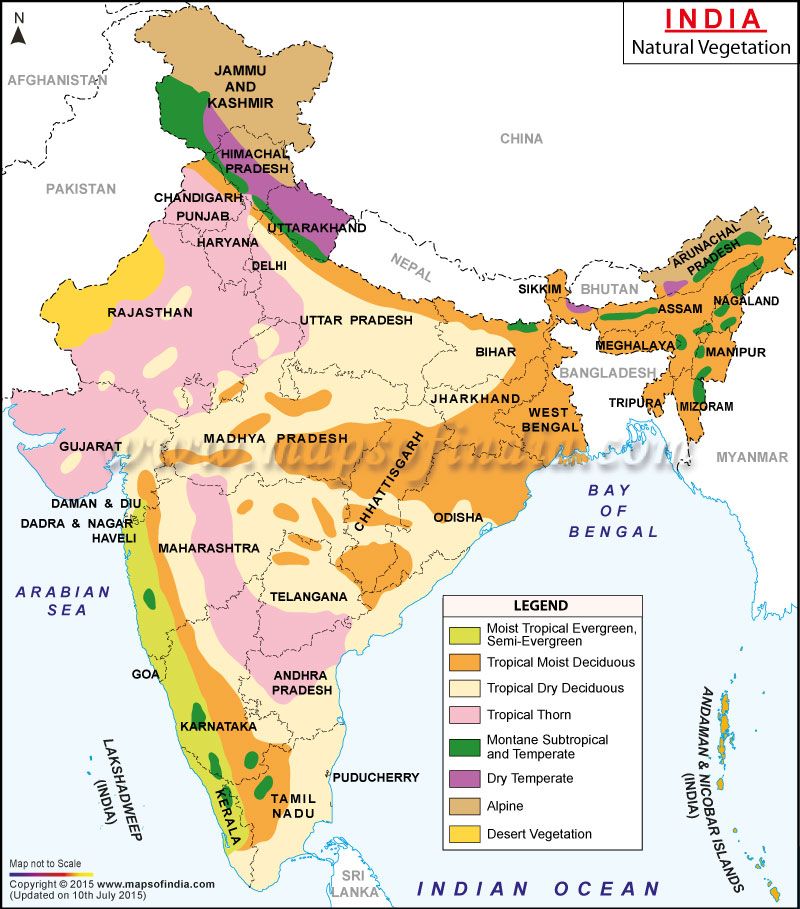 INDIA
Natural Vegetation
N
AFGHANISTAN
JAMMU
AND
KASHMIR
CHINA
HIMACHAL
PRADESH
PAKISTAN
CHANDIGARH
PUNJAB
UTTARAKHAND
HARYANA
DELHI
NEPAL
ARUNACHAL
PRADESH
SIKKIM
BHUTAN
RAJASTHAN
UTTAR PRADESH
ASSAM
NAGALAND
BIHAR
MEGHALAYA
MANIPUR
BANGLADESH
JHARKHAND
TRIPURA
MIZORAM
WEST
BENGAL
GUJARAT
MADHYA PRADESH
www.mapsofindia.com
CHHATTISGARH
MYANMAR
DAMAN & DIU
DADRA & NAGAR
HAVELI
BAY
OF
BENGAL
ODISHA
MAHARASHTRA
ARABIAN
SEA
TELANGANA
LEGEND
Moist Tropical Evergreen,
Semi-Evergreen
Tropical Moist Deciduous
Tropical Dry Deciduous
Tropical Thorn
Montane Subtropical
and Temperate
Dry Temperate
Alpine
Desert Vegetation
GOA
ANDHRA
PRADESH
KARNATAKA
LAKSHADWEEP
(INDIA)
PUDUCHERRY
KERALA
TAMIL
NADU
ANDAMAN & NICOBAR ISLANDS
(INDIA)
Map not to Scale
Copyright © 2015 www.mapsofindia.com
(Updated on 10th July 2015)
SRI
LANKA
INDIAN OCEAN